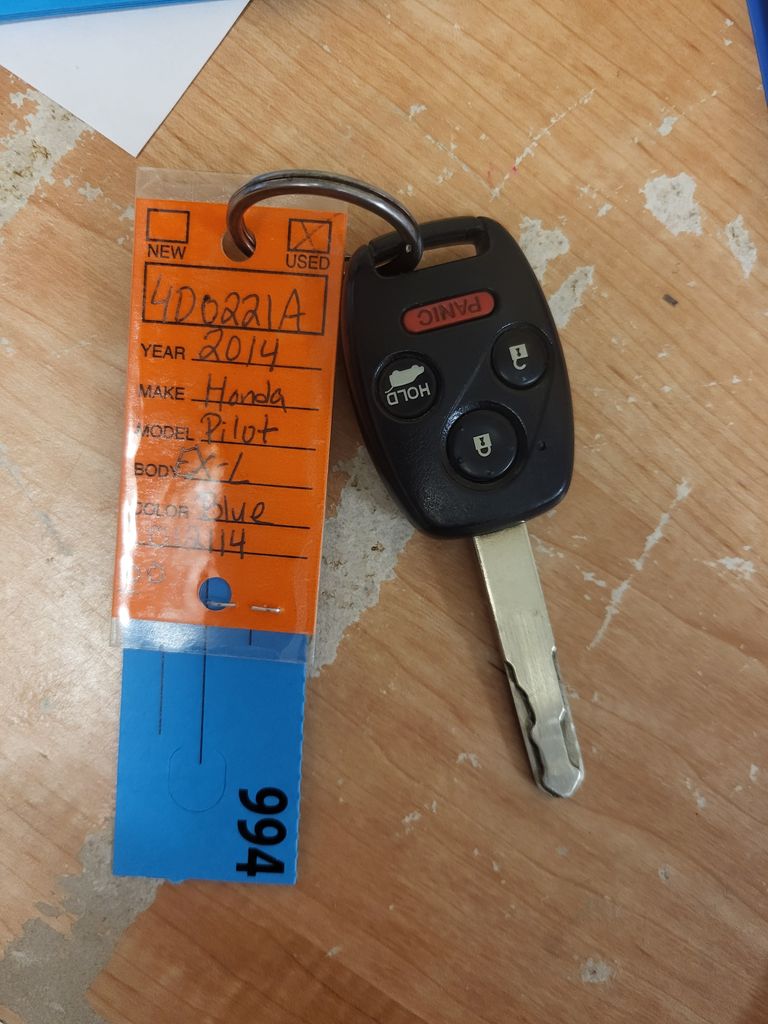 NEW
USED
4D0221A
YEAR 2014
MAKE Honda
MODEL Pilot
BODY EX-L
COLOR Blue
994
PANIC
HOLD